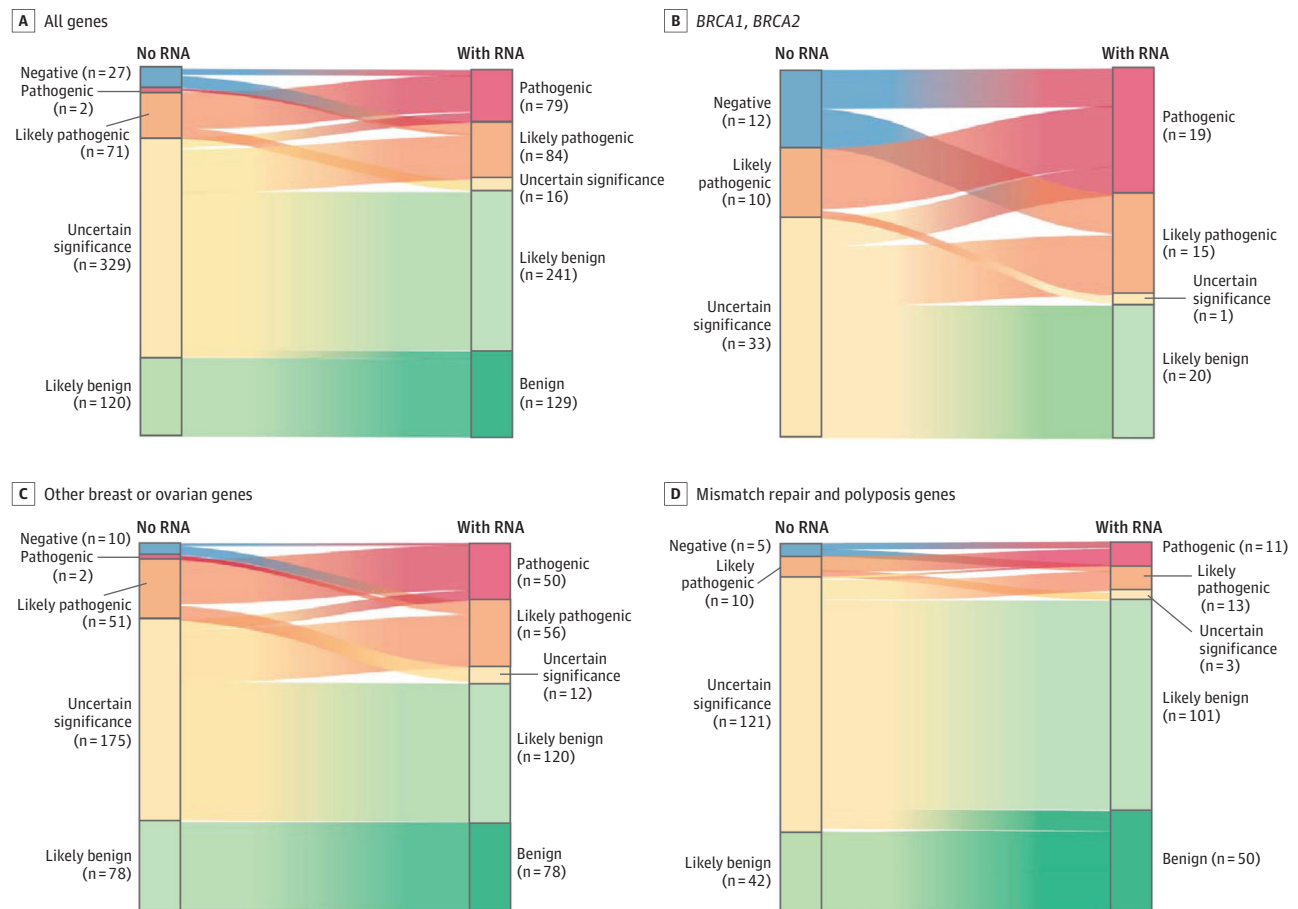 A All genes
No RNA
With RNA
Negative (n=27)
Pathogenic
(n=2)
Likely pathogenic
(n=71)
Uncertain
significance
(n=329)
Likely benign
(n=120)
Pathogenic
(n=79)
Likely pathogenic
(n=84)
Uncertain significance
(n=16)
Likely benign
(n=241)
Benign
(n=129)
B BRCA1, BRCA2
No RNA
With RNA
Negative
(n=12)
Likely
pathogenic
(n=10)
Uncertain
significance
(n=33)
Pathogenic
(n=19)
Likely pathogenic
(n = 15)
Uncertain
significance
(n=1)
Likely benign
(n=20)
C Other breast or ovarian genes
No RNA
With RNA
Negative (n=10)
Pathogenic
(n=2)
Likely pathogenic
(n=51)
Uncertain
significance
(n=175)
Likely benign
(n=78)
Pathogenic
(n=50)
Likely pathogenic
(n=56)
Uncertain
significance
(n=12)
Likely benign
(n=120)
Benign
(n=78)
D Mismatch repair and polyposis genes
No RNA
With RNA
Negative (n=5)
Likely
pathogenic
(n=10)
Uncertain
significance
(n=121)
Likely benign
(n=42)
Pathogenic (n=11)
Likely
pathogenic
(n=13)
Uncertain
significance
(n=3)
Likely benign
(n=101)
Benign (n=50)